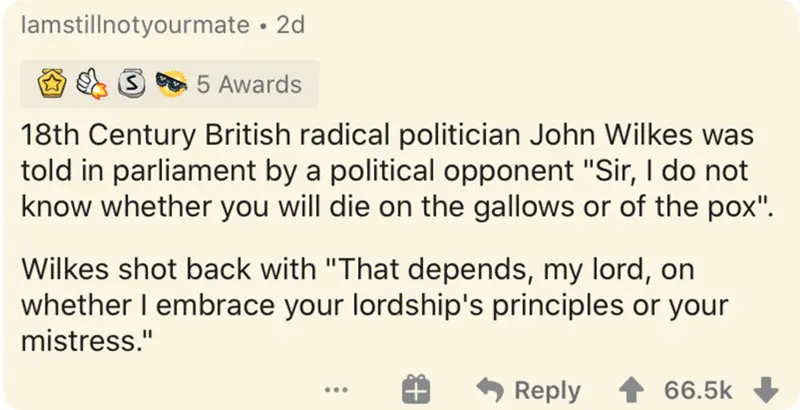 Iamstillnotyourmate • 2d
S 5 Awards
18th Century British radical politician John Wilkes was
told in parliament by a political opponent "Sir, I do not
know whether you will die on the gallows or of the pox".
Wilkes shot back with "That depends, my lord, on
whether I embrace your lordship's principles or your
mistress."
... Reply 66.5k